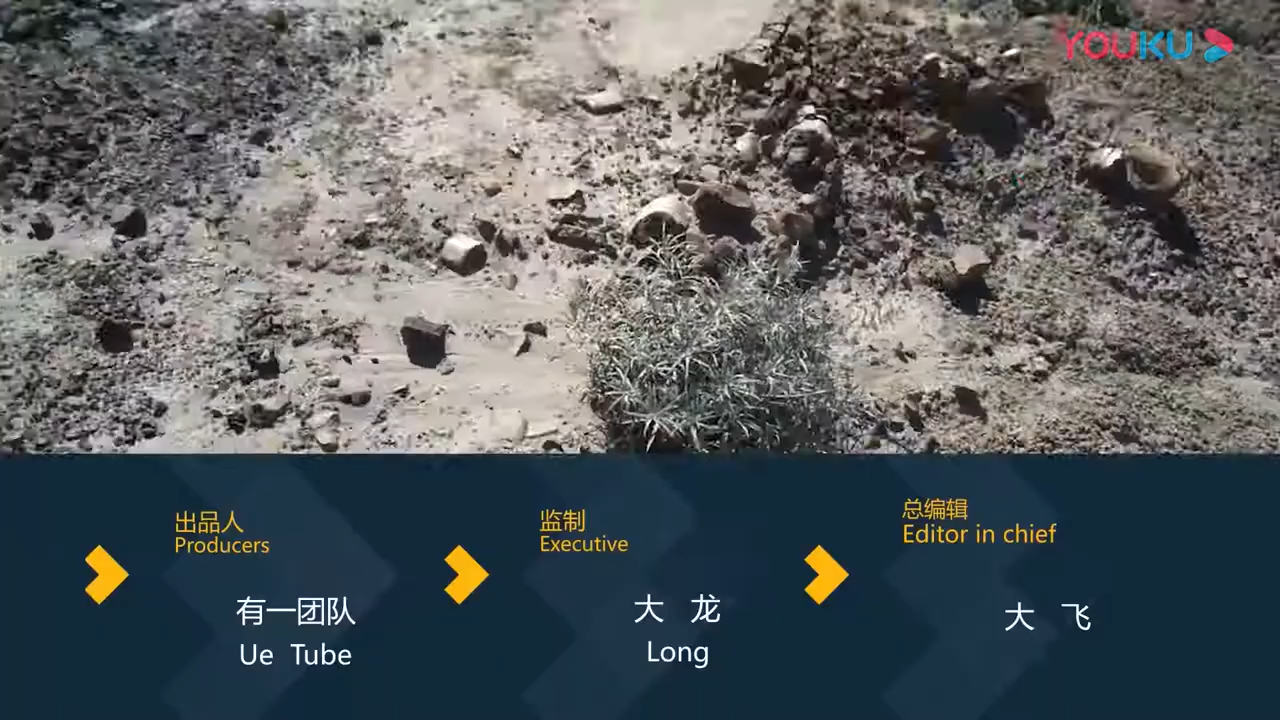 YOUKU
出品人
Producers
有一团队
Ue Tube
监制
Executive
大 龙
Long
总编辑
Editor in chief
大 飞